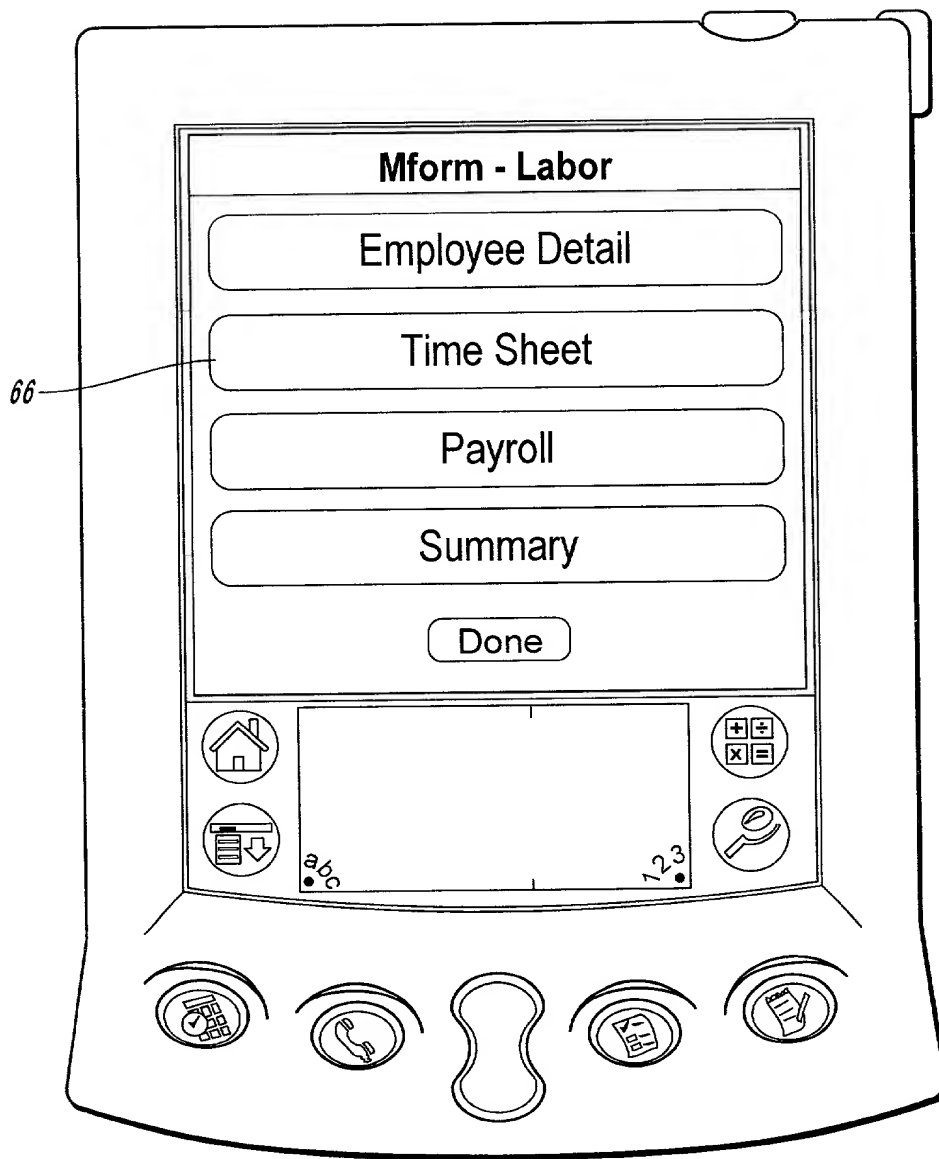 Mform - Labor
Employee Detail
Time Sheet
66
Payroll
Summary
Done
+ ÷
x =
abc
123